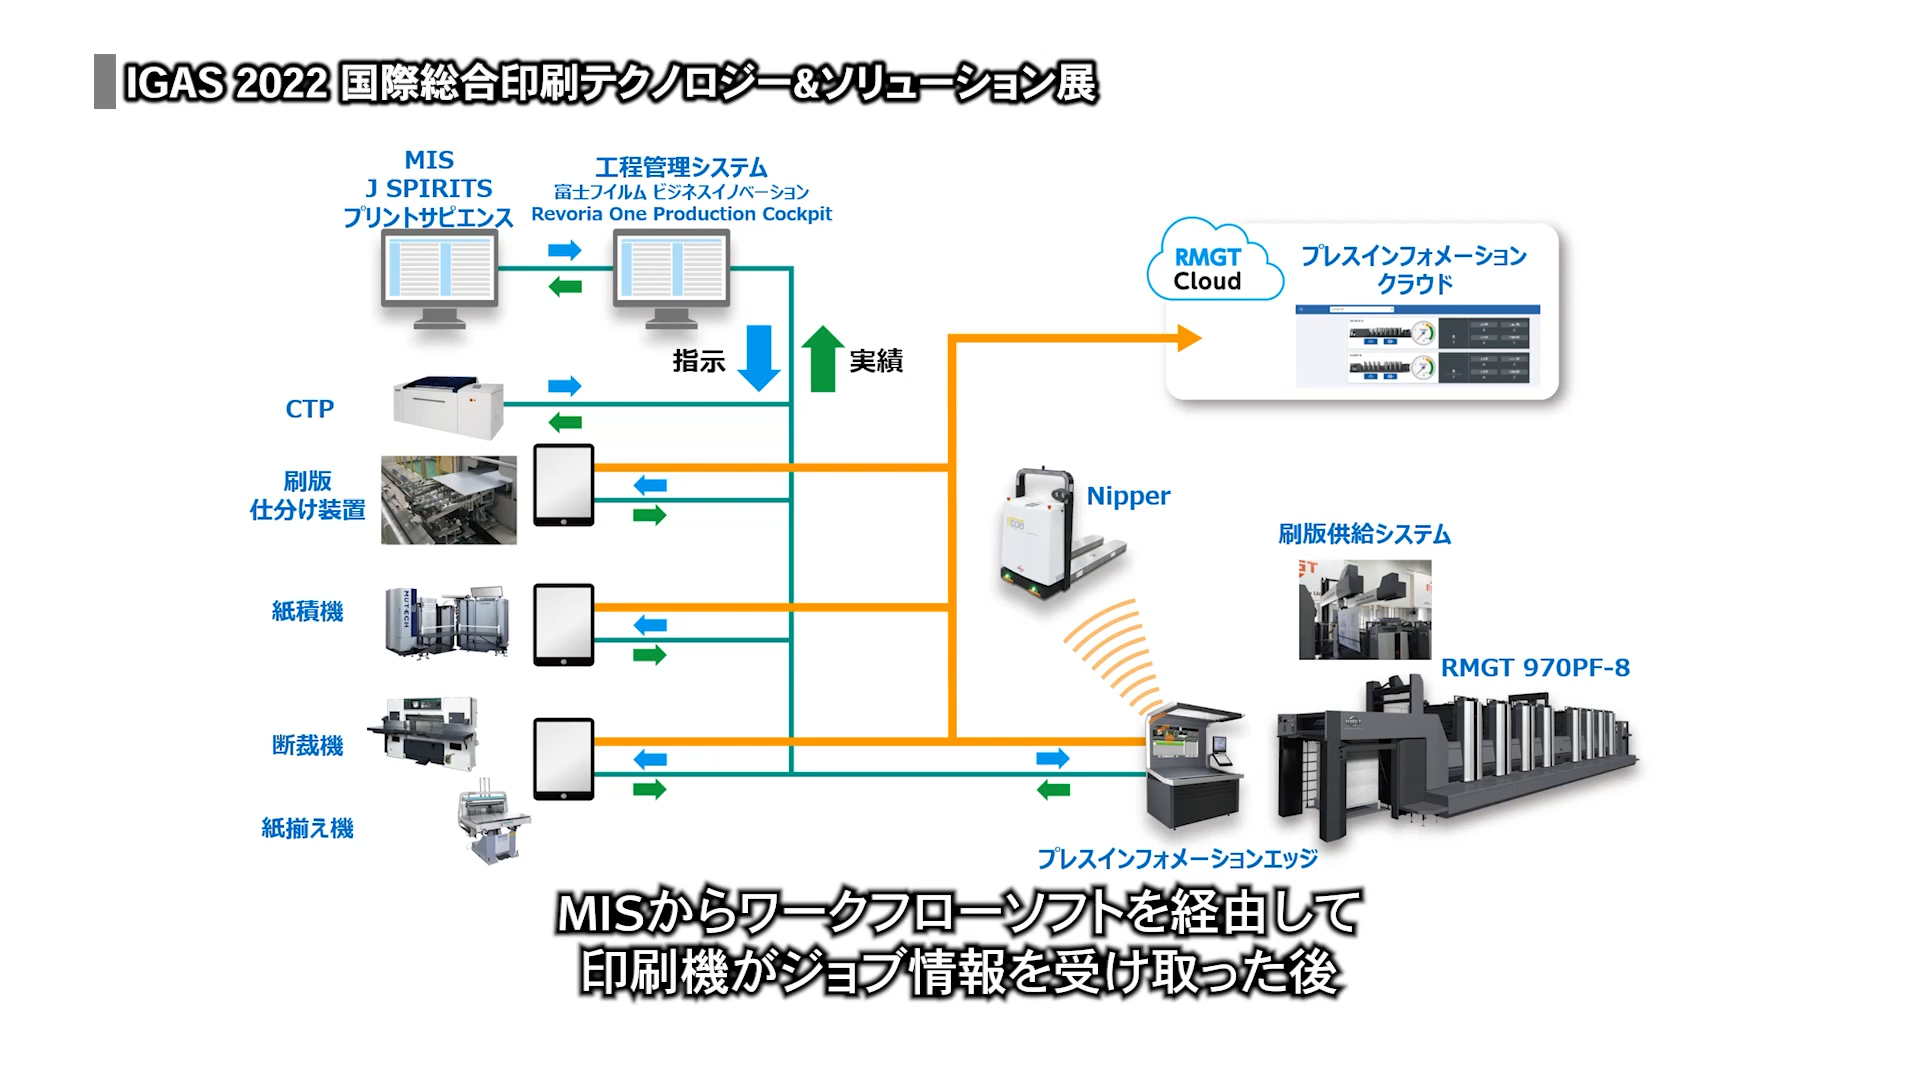 IGAS 2022 国際総合印刷テクノロジー&ソリューション展
MIS
J SPIRITS
プリントサピエンス
工程管理システム
富士フイルム ビジネスイノベーション
Revoria One Production Cockpit
RMGT
Cloud
プレスインフォメーション
クラウド
指示
実績
CTP
刷版
仕分け装置
Nipper
nipper
刷版供給システム
紙積機
MUTECH
RMGT 970PF-8
断裁機
紙揃え機
プレスインフォメーションエッジ
MISからワークフローソフトを経由して
印刷機がジョブ情報を受け取った後